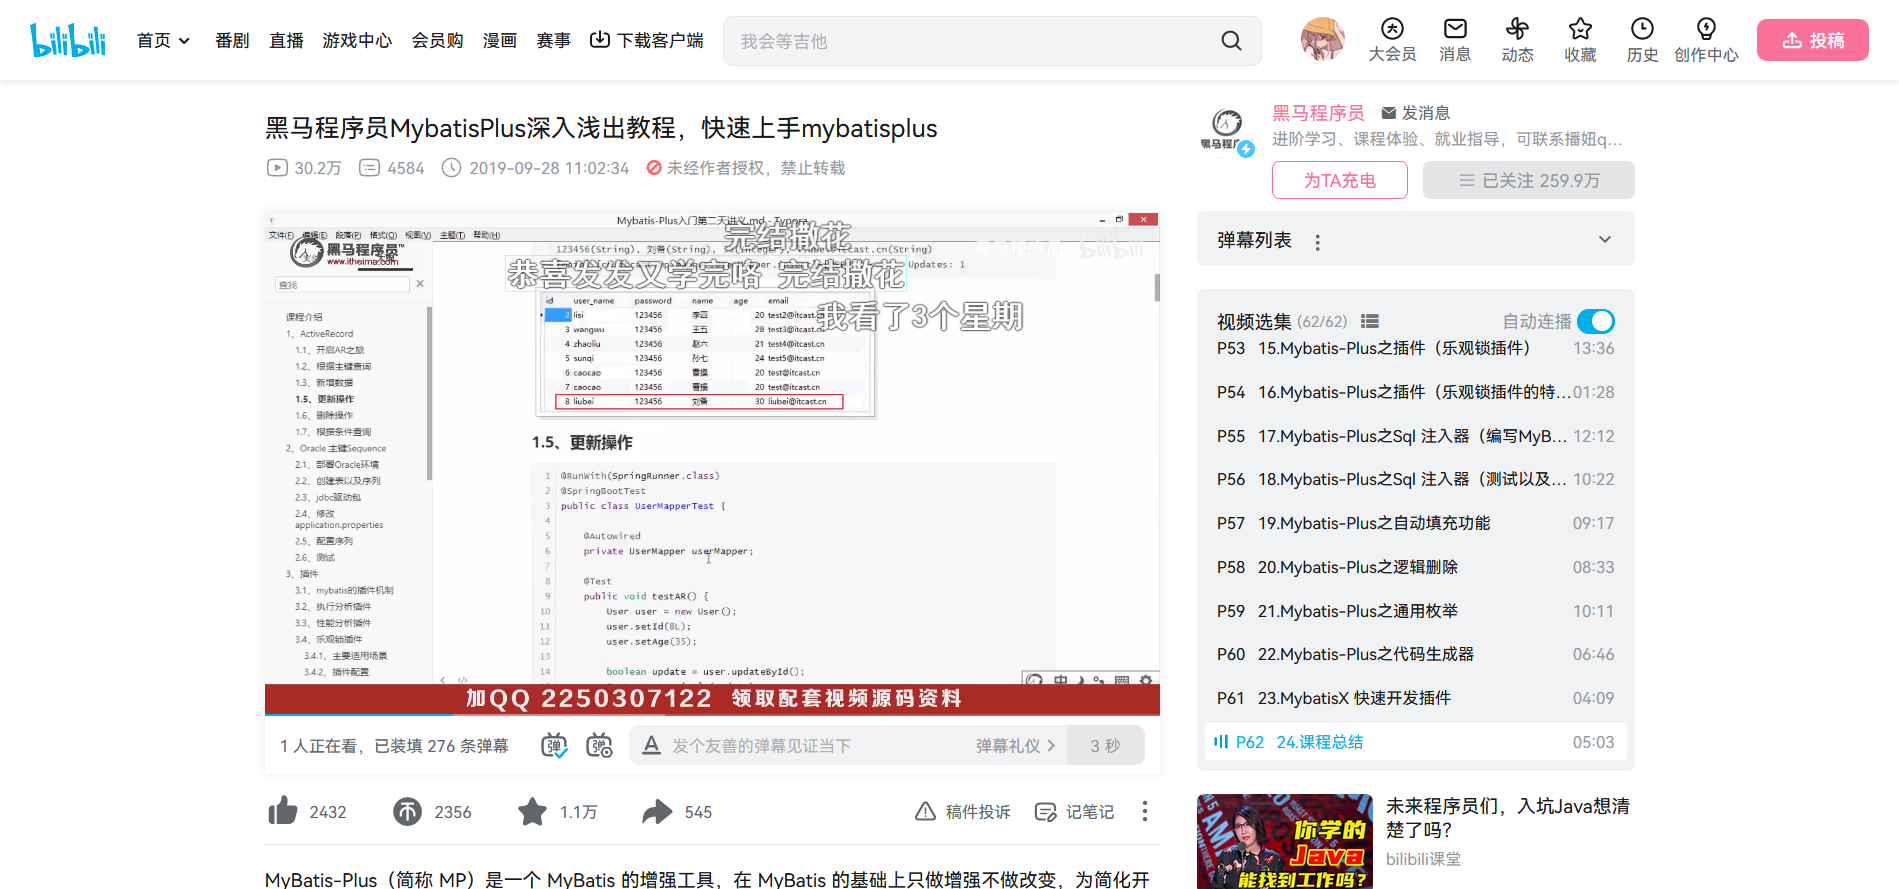 bilibili
首页
番剧
直播
游戏中心
会员购
漫画
赛事
下载客户端
我会等吉他
大会员
消息
动态
收藏
历史
创作中心
投稿
黑马程序员MybatisPlus深入浅出教程，快速上手mybatisplus
30.2万
4584
2019-09-28 11:02:34
未经作者授权，禁止转载
Mybatis-Plus入门第二天讲义.md - Typora
文件(F) 编辑(E) 段落(P) 格式(O) 视图(V) 主题(T) 帮助(H)
黑马程序员
www.itheima.com
查找
课程介绍
1、ActiveRecord
1.1、开启AR之旅
1.2、根据主键查询
1.3、新增数据
1.5、更新操作
1.6、删除操作
1.7、根据条件查询
2、Oracle 主键Sequence
2.1、部署Oracle环境
2.2、创建表以及序列
2.3、jdbc驱动包
2.4、修改
application.properties
2.5、配置序列
2.6、测试
3、插件
3.1、mybatis的插件机制
3.2、执行分析插件
3.3、性能分析插件
3.4、乐观锁插件
3.4.1、主要适用场景
3.4.2、插件配置
完结撒花
恭喜发发又学完咯 完结撒花
我看了3个星期
Updates: 1
id user_name password name age email
2 lisi 123456 李四 20 test2@itcast.cn
3 wangwu 123456 王五 28 test3@itcast.cn
4 zhaoliu 123456 赵六 21 test4@itcast.cn
5 sunqi 123456 孙七 24 test5@itcast.cn
6 caocao 123456 曹操 20 test@itcast.cn
7 caocao 123456 曹操 20 test@itcast.cn
8 liubei 123456 刘备 30 liubei@itcast.cn
1.5、更新操作
1 @RunWith(SpringRunner.class)
2 @SpringBootTest
3 public class UserMapperTest {
4
5 @Autowired
6 private UserMapper userMapper;
7
8 @Test
9 public void testAR() {
10 User user = new User();
11 user.setId(8L);
12 user.setAge(35);
13
14 boolean update = user.updateById();
加QQ 2250307122 领取配套视频源码资料
1 人正在看，已装填 276 条弹幕
发个友善的弹幕见证当下
弹幕礼仪
3 秒
2432
2356
1.1万
545
稿件投诉
记笔记
MyBatis-Plus（简称 MP）是一个 MyBatis 的增强工具，在 MyBatis 的基础上只做增强不做改变，为简化开
黑马程序员
发消息
进阶学习、课程体验、就业指导，可联系播妞q...
为TA充电
已关注 259.9万
弹幕列表
视频选集 (62/62)
自动连播
P53 15.Mybatis-Plus之插件（乐观锁插件） 13:36
P54 16.Mybatis-Plus之插件（乐观锁插件的特... 01:28
P55 17.Mybatis-Plus之Sql 注入器（编写MyB... 12:12
P56 18.Mybatis-Plus之Sql 注入器（测试以及... 10:22
P57 19.Mybatis-Plus之自动填充功能 09:17
P58 20.Mybatis-Plus之逻辑删除 08:33
P59 21.Mybatis-Plus之通用枚举 10:11
P60 22.Mybatis-Plus之代码生成器 06:46
P61 23.MybatisX 快速开发插件 04:09
P62 24.课程总结 05:03
你学的
Java
能找到工作吗?
未来程序员们，入坑Java想清
楚了吗?
bilibili课堂